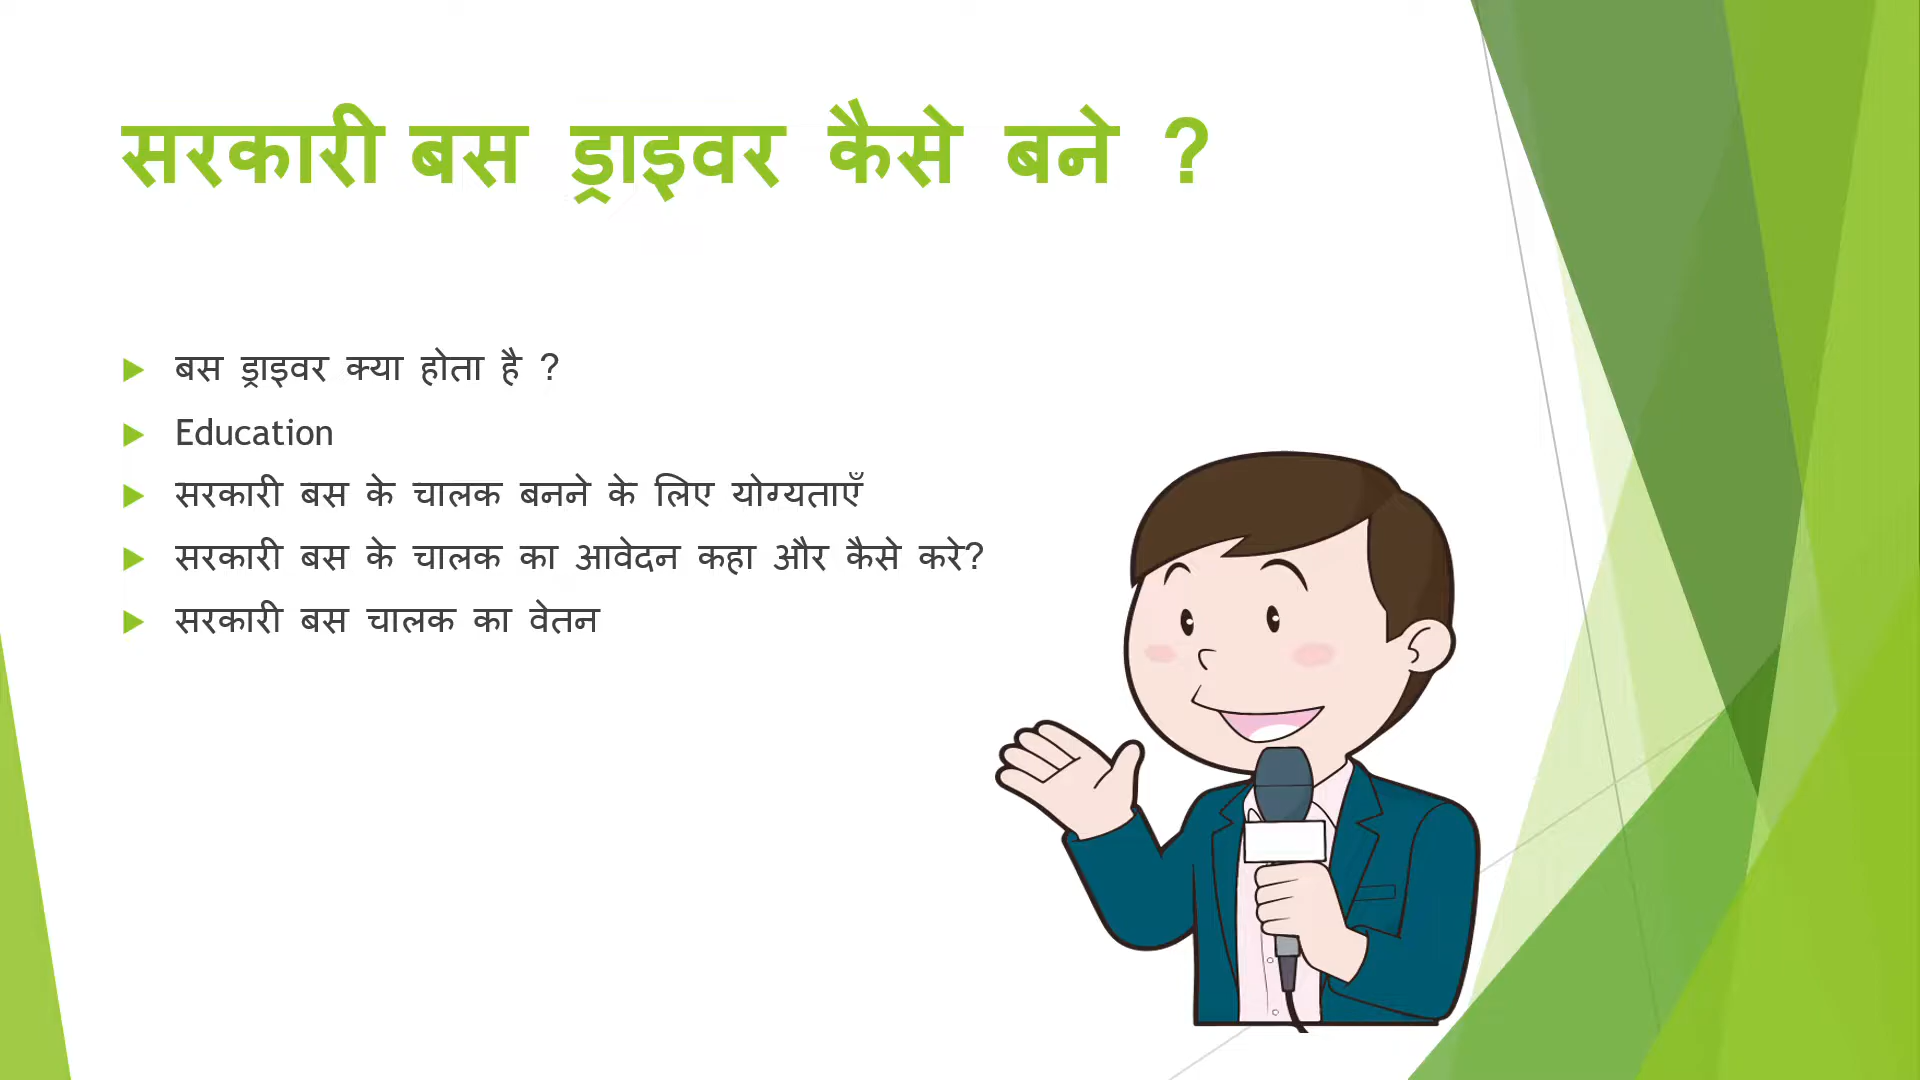 सरकारी बस ड्राइवर कैसे बने ?
बस ड्राइवर क्या होता है ?
Education
सरकारी बस के चालक बनने के लिए योग्यताएँ
सरकारी बस के चालक का आवेदन कहा और कैसे करे?
सरकारी बस चालक का वेतन